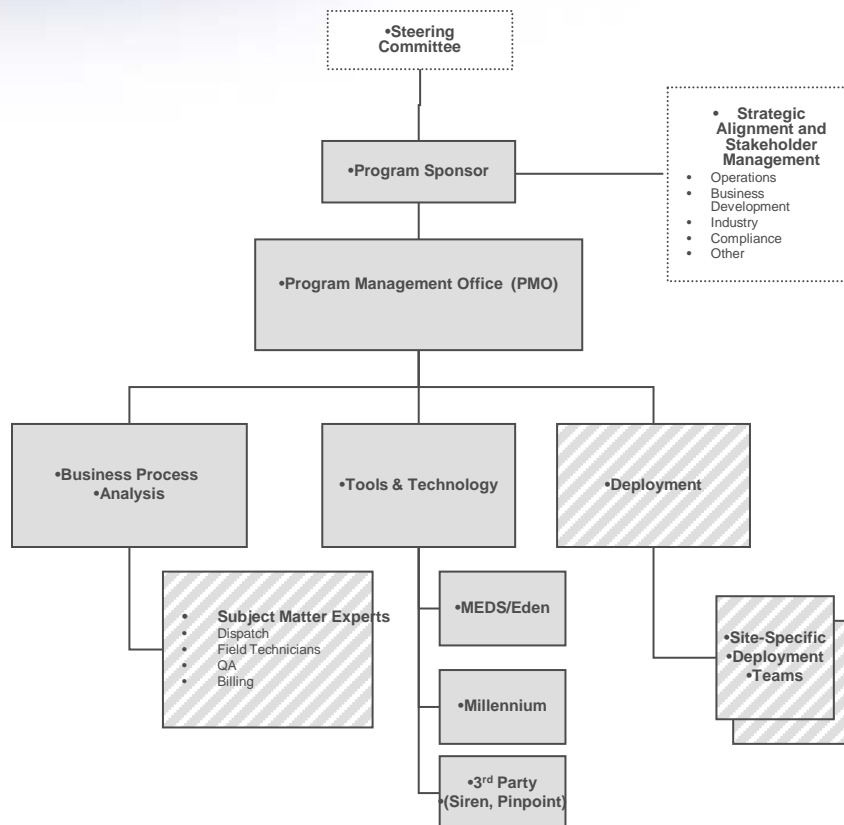 •Steering
Committee
• Strategic
Alignment and
Stakeholder
Management
• Operations
• Business
Development
• Industry
• Compliance
• Other
•Program Sponsor
•Program Management Office (PMO)
•Business Process
•Analysis
•Tools & Technology
•Deployment
• Subject Matter Experts
• Dispatch
• Field Technicians
• QA
• Billing
•MEDS/Eden
•Millennium
•3rd Party
•(Siren, Pinpoint)
•Site-Specific
•Deployment
•Teams